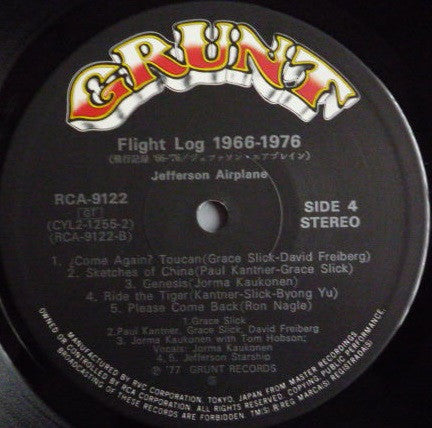 GRUNT
Flight Log 1966-1976
(飛行記録 '66-'76/ジェファソン・エアプレイン)
Jefferson Airplane
RCA-9122
SIDE 4
STEREO
(CYL2-1255-2)
(RCA-9122-B)
1. ¿Come Again? Toucan(Grace Slick-David Freiberg)
2. Sketches of China(Paul Kantner-Grace Slick)
3. Genesis(Jorma Kaukonen)
4. Ride the Tiger(Kantner-Slick-Byong Yu)
5. Please Come Back(Ron Nagle)
1.Grace Slick
2.Paul Kantner, Grace Slick, David Freiberg
3. Jorma Kaukonen with Tom Hobson;
Vocals: Jorma Kaukonen
4.5. Jefferson Starship
Ⓟ '77 GRUNT RECORDS
MANUFACTURED BY RVC CORPORATION, TOKYO, JAPAN FROM MASTER RECORDINGS
OWNED OR CONTROLLED BY RCA CORPORATION. COPYING PUBLIC PERFORMANCE,
BROADCASTING OF THESE RECORDS ARE FORBIDDEN. TM(S)® REG MARCA(S) REGISTRADA(S)